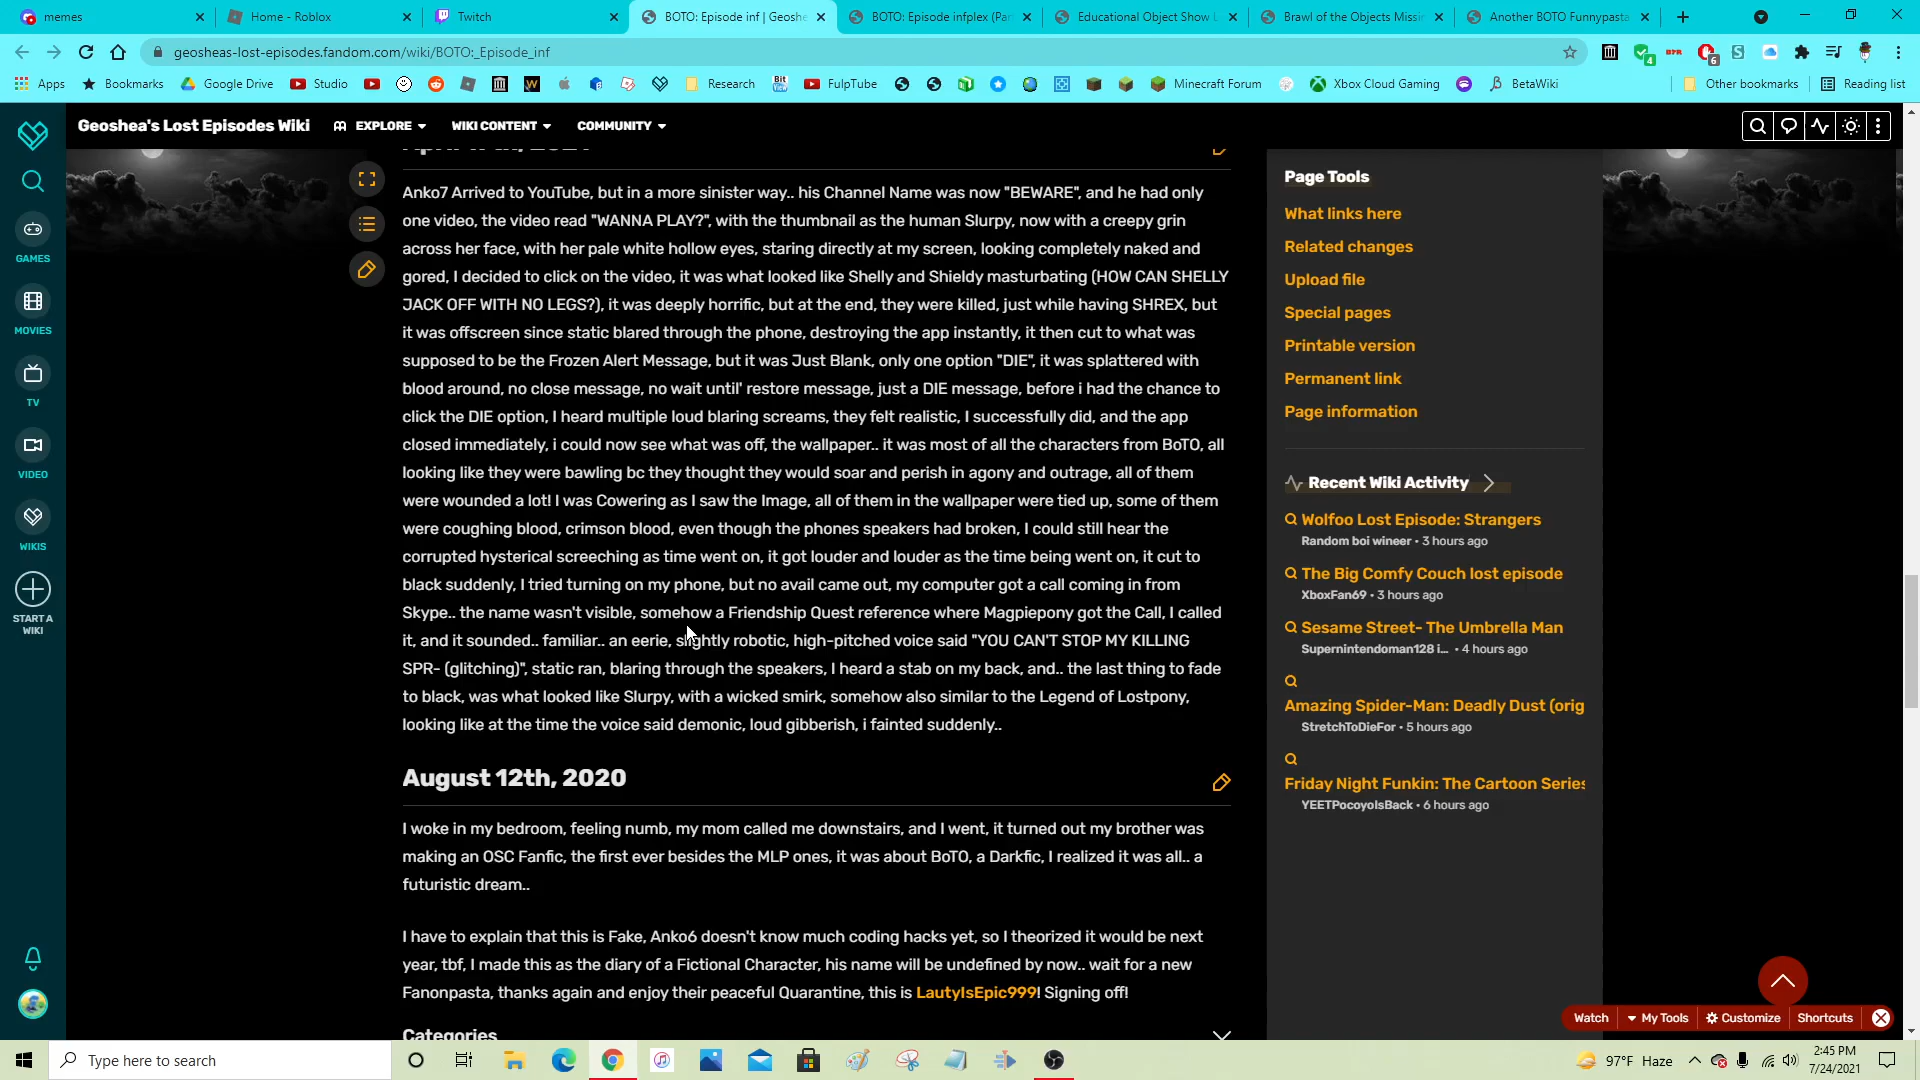 memes
Home - Roblox
Twitch
BOTO: Episode inf | Geoshe
BOTO: Episode infplex (Par
Educational Object Show L
Brawl of the Objects Missin
Another BOTO Funnypasta
geosheas-lost-episodes.fandom.com/wiki/BOTO:_Episode_inf
4
6
Apps
Bookmarks
Google Drive
Studio
Research
Bit View
FulpTube
Minecraft Forum
Xbox Cloud Gaming
BetaWiki
Other bookmarks
Reading list
Geoshea's Lost Episodes Wiki
EXPLORE
WIKI CONTENT
COMMUNITY
GAMES
MOVIES
TV
VIDEO
WIKIS
START A
WIKI
Anko7 Arrived to YouTube, but in a more sinister way.. his Channel Name was now "BEWARE", and he had only
one video, the video read "WANNA PLAY?", with the thumbnail as the human Slurpy, now with a creepy grin
across her face, with her pale white hollow eyes, staring directly at my screen, looking completely naked and
gored, I decided to click on the video, it was what looked like Shelly and Shieldy masturbating (HOW CAN SHELLY
JACK OFF WITH NO LEGS?), it was deeply horrific, but at the end, they were killed, just while having SHREX, but
it was offscreen since static blared through the phone, destroying the app instantly, it then cut to what was
supposed to be the Frozen Alert Message, but it was Just Blank, only one option "DIE", it was splattered with
blood around, no close message, no wait until' restore message, just a DIE message, before i had the chance to
click the DIE option, I heard multiple loud blaring screams, they felt realistic, I successfully did, and the app
closed immediately, i could now see what was off, the wallpaper.. it was most of all the characters from BoTO, all
looking like they were bawling bc they thought they would soar and perish in agony and outrage, all of them
were wounded a lot! I was Cowering as I saw the Image, all of them in the wallpaper were tied up, some of them
were coughing blood, crimson blood, even though the phones speakers had broken, I could still hear the
corrupted hysterical screeching as time went on, it got louder and louder as the time being went on, it cut to
black suddenly, I tried turning on my phone, but no avail came out, my computer got a call coming in from
Skype.. the name wasn't visible, somehow a Friendship Quest reference where Magpiepony got the Call, I called
it, and it sounded.. familiar.. an eerie, slightly robotic, high-pitched voice said "YOU CAN'T STOP MY KILLING
SPR- (glitching)", static ran, blaring through the speakers, I heard a stab on my back, and.. the last thing to fade
to black, was what looked like Slurpy, with a wicked smirk, somehow also similar to the Legend of Lostpony,
looking like at the time the voice said demonic, loud gibberish, i fainted suddenly..
August 12th, 2020
I woke in my bedroom, feeling numb, my mom called me downstairs, and I went, it turned out my brother was
making an OSC Fanfic, the first ever besides the MLP ones, it was about BoTO, a Darkfic, I realized it was all.. a
futuristic dream..
I have to explain that this is Fake, Anko6 doesn't know much coding hacks yet, so I theorized it would be next
year, tbf, I made this as the diary of a Fictional Character, his name will be undefined by now.. wait for a new
Fanonpasta, thanks again and enjoy their peaceful Quarantine, this is LautyIsEpic999! Signing off!
Categories
Page Tools
What links here
Related changes
Upload file
Special pages
Printable version
Permanent link
Page information
Recent Wiki Activity
Wolfoo Lost Episode: Strangers
Random boi wineer • 3 hours ago
The Big Comfy Couch lost episode
XboxFan69 • 3 hours ago
Sesame Street- The Umbrella Man
Supernintendoman128 i... • 4 hours ago
Amazing Spider-Man: Deadly Dust (orig
StretchToDieFor • 5 hours ago
Friday Night Funkin: The Cartoon Series
YEETPocoyoIsBack • 6 hours ago
Watch
My Tools
Customize
Shortcuts
Type here to search
97°F Haze
2:45 PM
7/24/2021